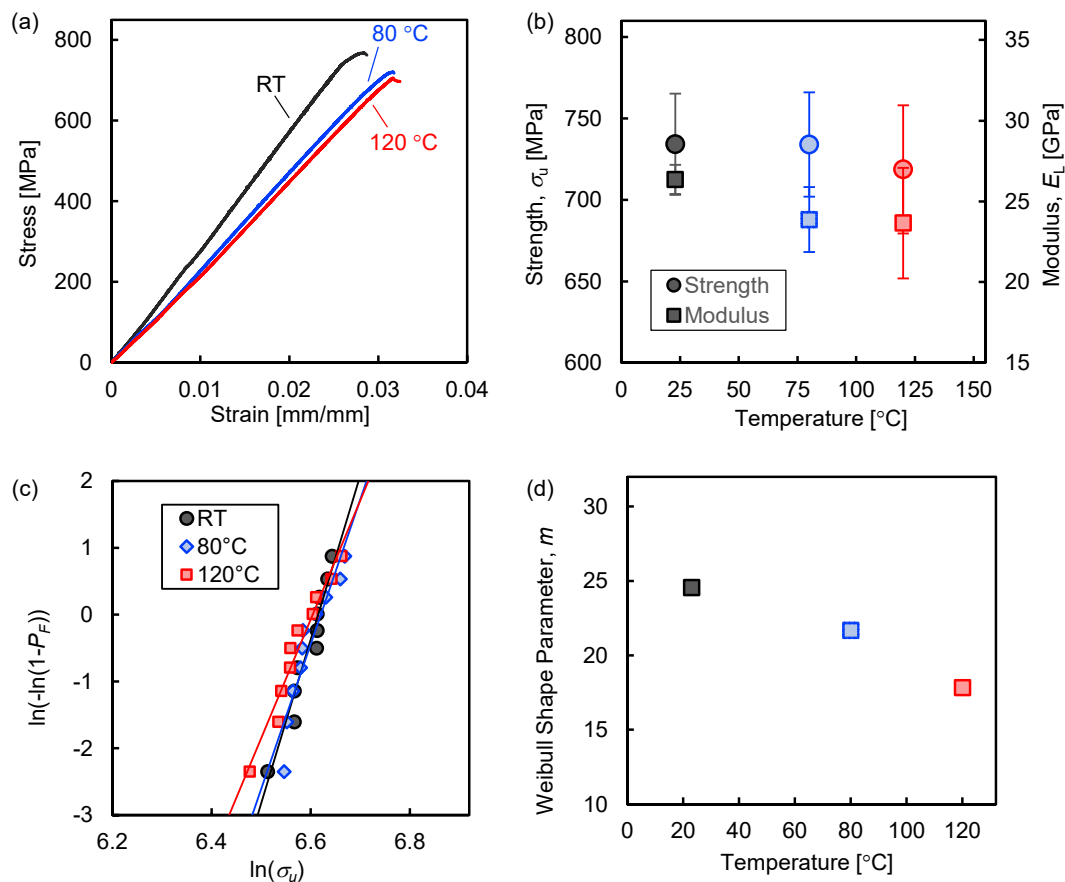 (a)
800
600
400
200
0
Stress [MPa]
0
0.01
0.02
0.03
0.04
Strain [mm/mm]
RT
80 °C
120 °C
(b)
800
750
700
650
600
Strength, σu [MPa]
35
30
25
20
15
Modulus, EL [GPa]
Strength
Modulus
0
25
50
75
100
125
150
Temperature [°C]
(c)
2
1
0
-1
-2
-3
ln(-ln(1-PF))
RT
80°C
120°C
6.2
6.4
6.6
6.8
ln(σu)
(d)
30
25
20
15
10
Weibull Shape Parameter, m
0
20
40
60
80
100
120
Temperature [°C]